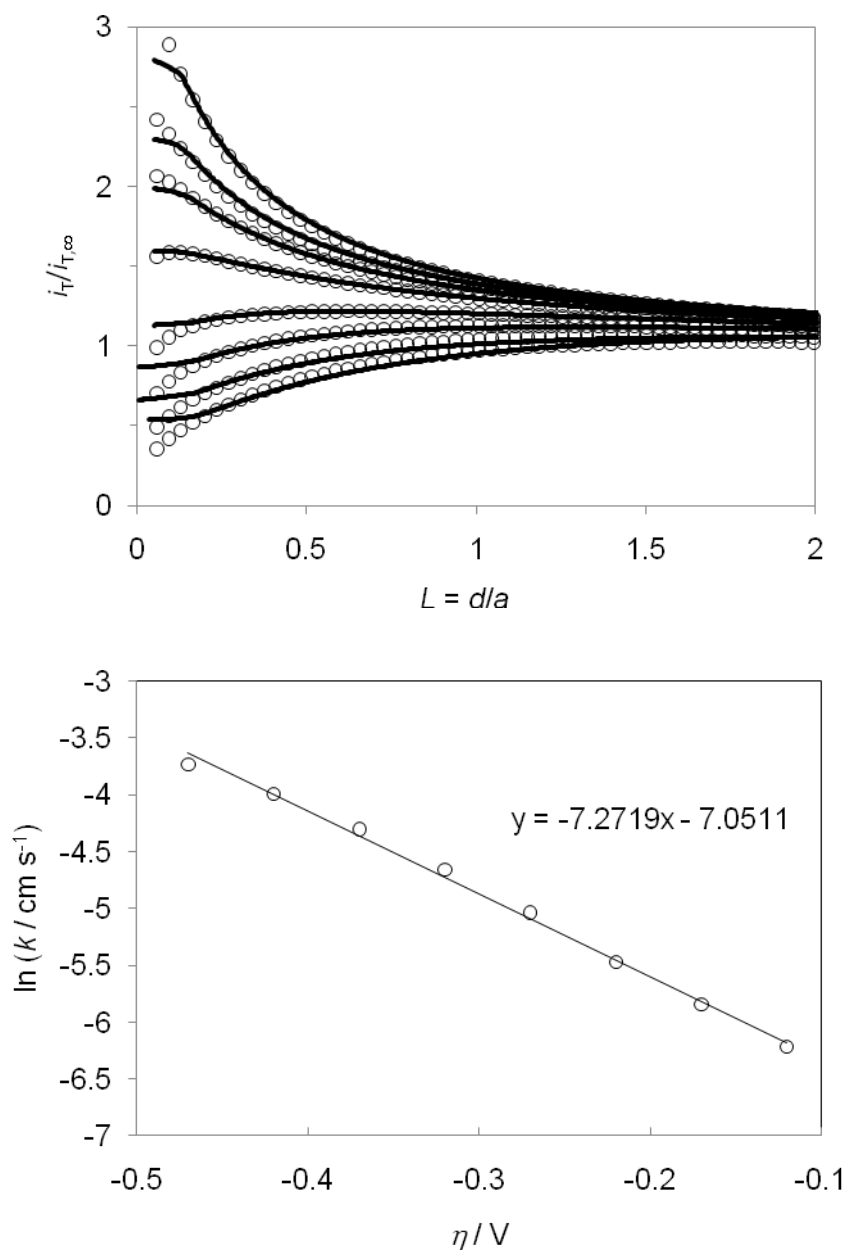 3
2
1
0
i_T/i_T,∞
0 0.5 1 1.5 2
L = d/a
-3
-3.5
-4
-4.5
-5
-5.5
-6
-6.5
-7
ln (k / cm s⁻¹)
y = -7.2719x - 7.0511
-0.5 -0.4 -0.3 -0.2 -0.1
η / V